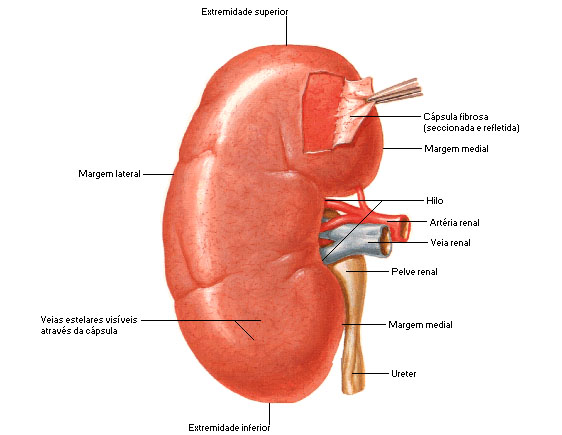 Extremidade superior
Cápsula fibrosa
(seccionada e refletida)
Margem medial
Margem lateral
Hilo
Artéria renal
Veia renal
Pelve renal
Veias estelares visíveis
através da cápsula
Margem medial
Ureter
Extremidade inferior